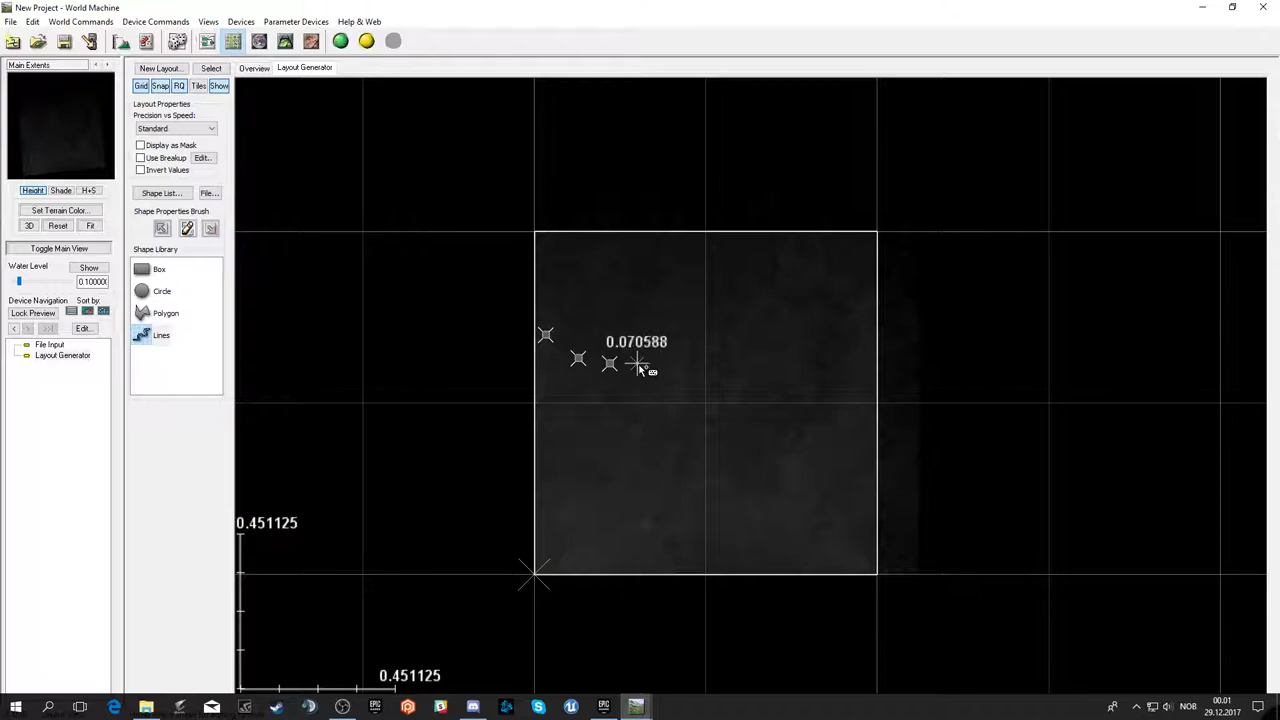 New Project - World Machine
File Edit World Commands Device Commands Views Devices Parameter Devices Help & Web
Main Extents
New Layout... Select
Overview Layout Generator
Grid Snap RQ Tiles Show
Layout Properties
Precision vs Speed:
Standard
Display as Mask
Use Breakup Edit..
Invert Values
Height Shade H+S
Shape List... File...
Set Terrain Color...
Shape Properties Brush
3D Reset Fit
Toggle Main View
Shape Library
Water Level Show
Box
0.10000
Circle
Device Navigation Sort by:
Lock Preview
Polygon
Edit...
Lines
File Input
Layout Generator
0.070588
0.451125
0.451125
EPIC
EPIC
NOB
00.01
29.12.2017